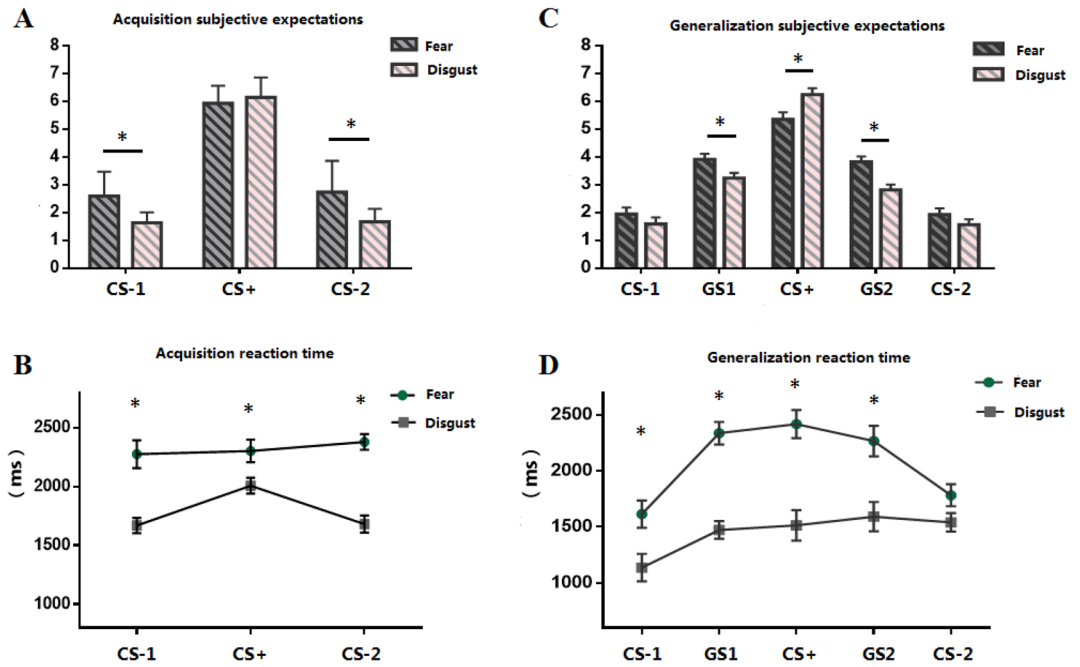 A
Acquisition subjective expectations
Fear
Disgust
8
7
6
5
4
3
2
1
0
*
*
CS-1 CS+ CS-2
C
Generalization subjective expectations
Fear
Disgust
8
7
6
5
4
3
2
1
0
*
*
*
CS-1 GS1 CS+ GS2 CS-2
B
Acquisition reaction time
Fear
Disgust
(ms)
2500
2000
1500
1000
* * *
CS-1 CS+ CS-2
D
Generalization reaction time
Fear
Disgust
(ms)
2500
2000
1500
1000
* * * *
CS-1 GS1 CS+ GS2 CS-2